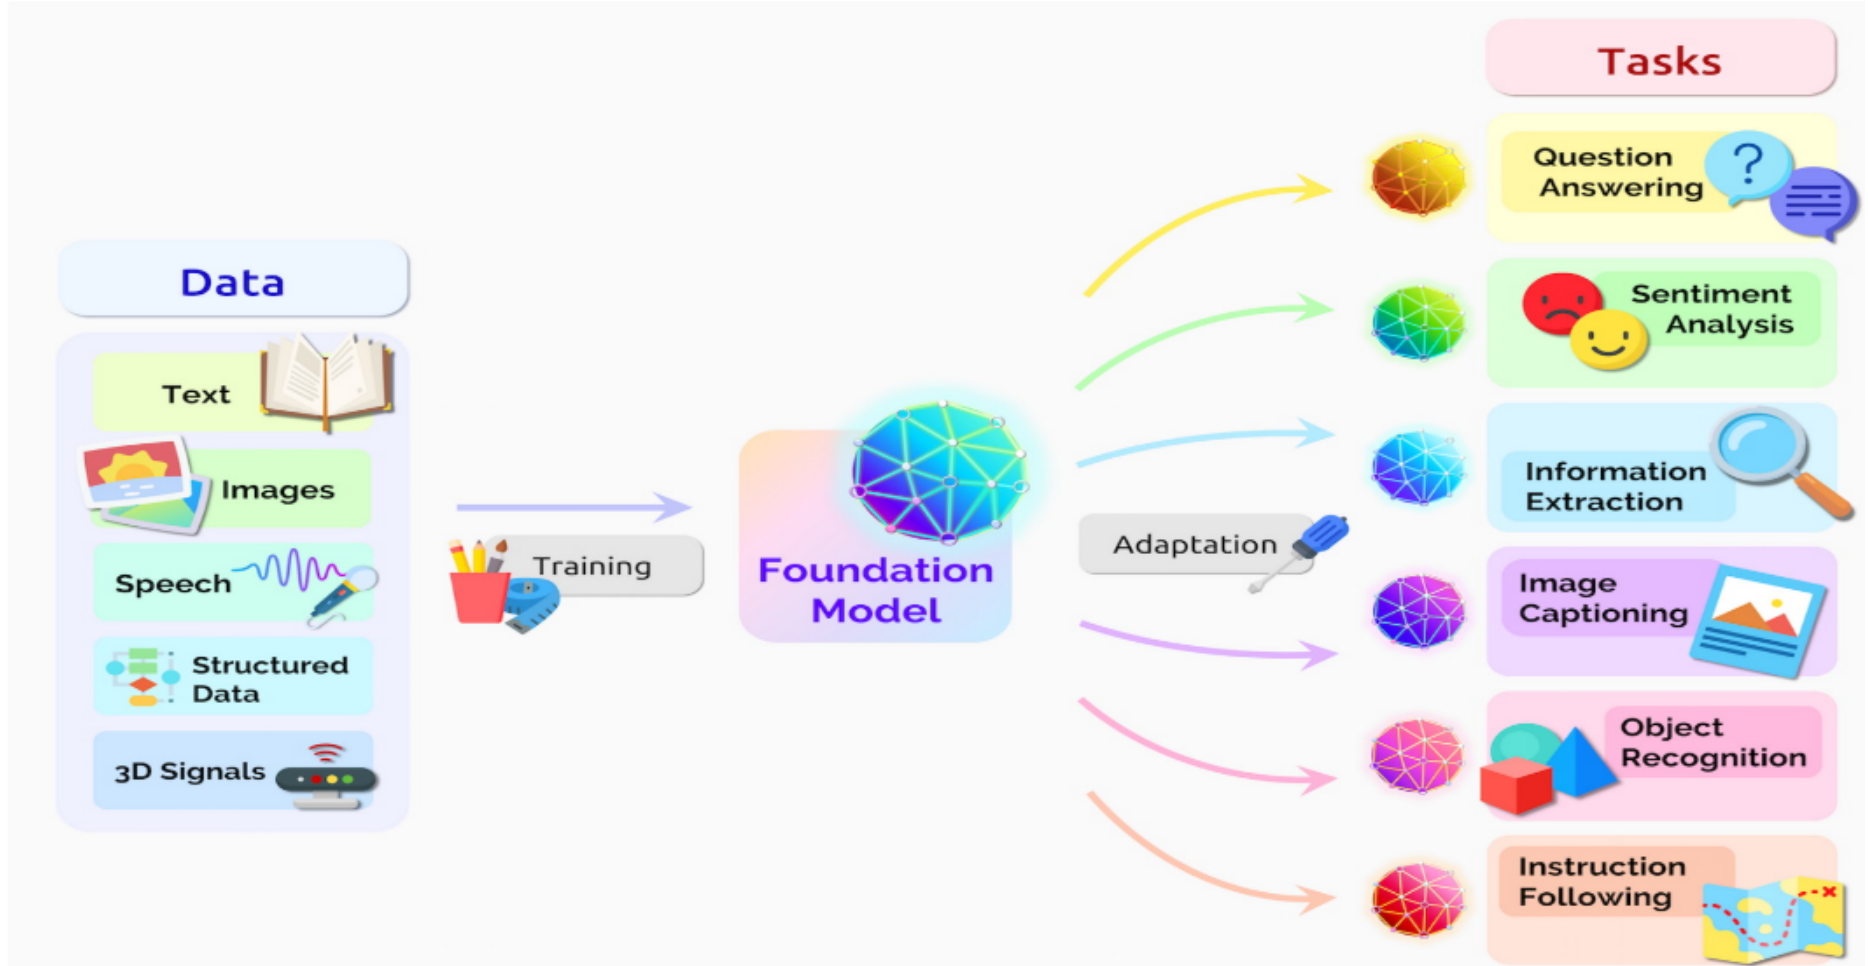 Data
Text
Images
Speech
Structured
Data
3D Signals
Training
Foundation
Model
Adaptation
Tasks
Question
Answering
Sentiment
Analysis
Information
Extraction
Image
Captioning
Object
Recognition
Instruction
Following